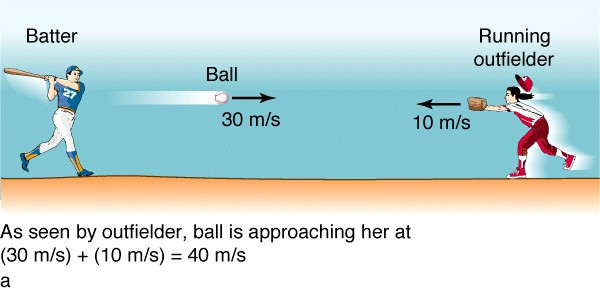 Batter
Running
outfielder
Ball
27
30 m/s
10 m/s
As seen by outfielder, ball is approaching her at
(30 m/s) + (10 m/s) = 40 m/s
a